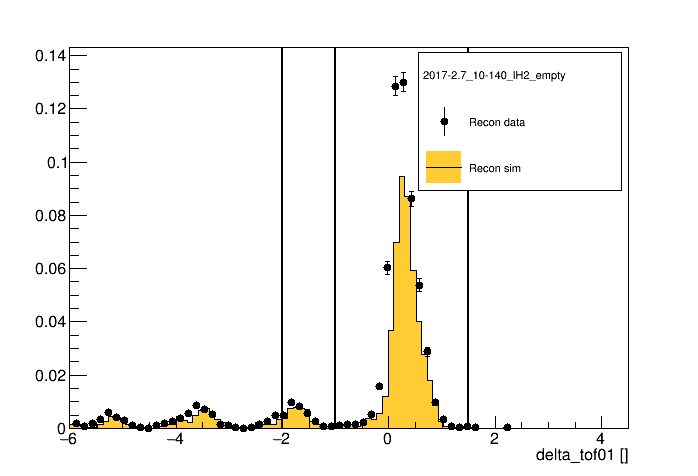 0.14
0.12
0.1
0.08
0.06
0.04
0.02
0
2017-2.7_10-140_lH2_empty
Recon data
Recon sim
−6 −4 −2 0 2 4
delta_tof01 []